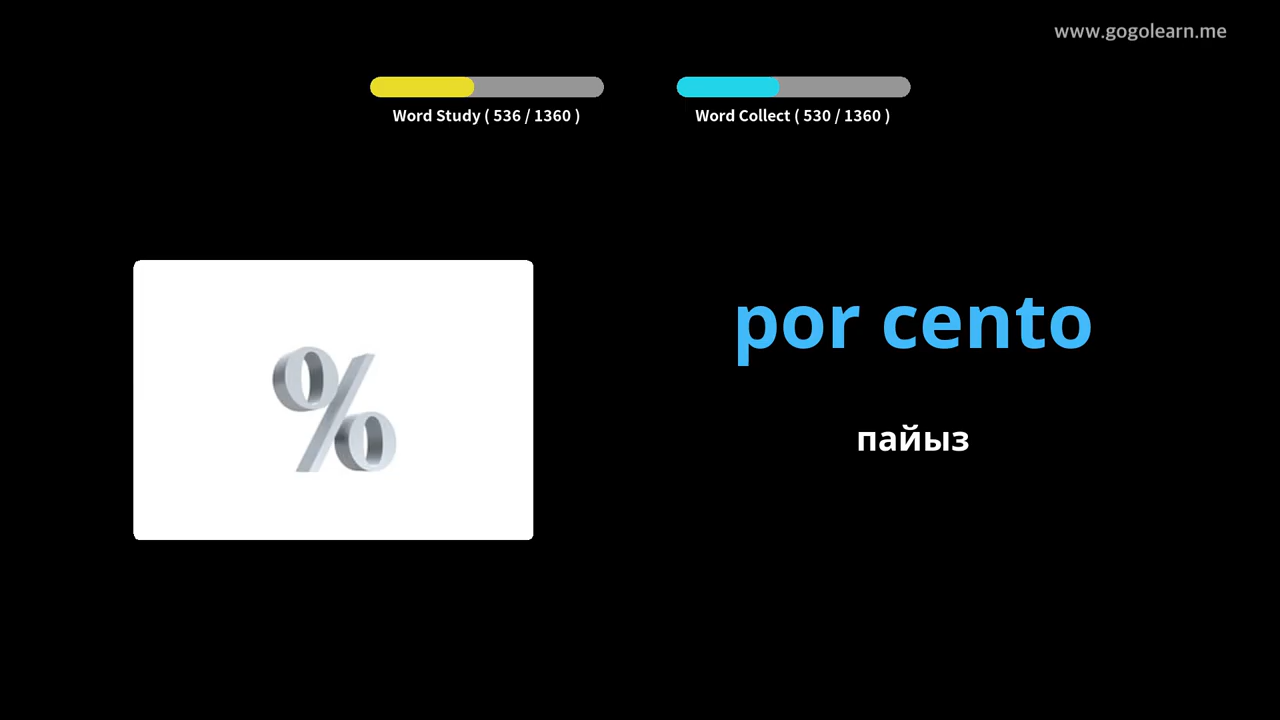 www.gogolearn.me
Word Study ( 536 / 1360 )
Word Collect ( 530 / 1360 )
%
por cento
пайыз